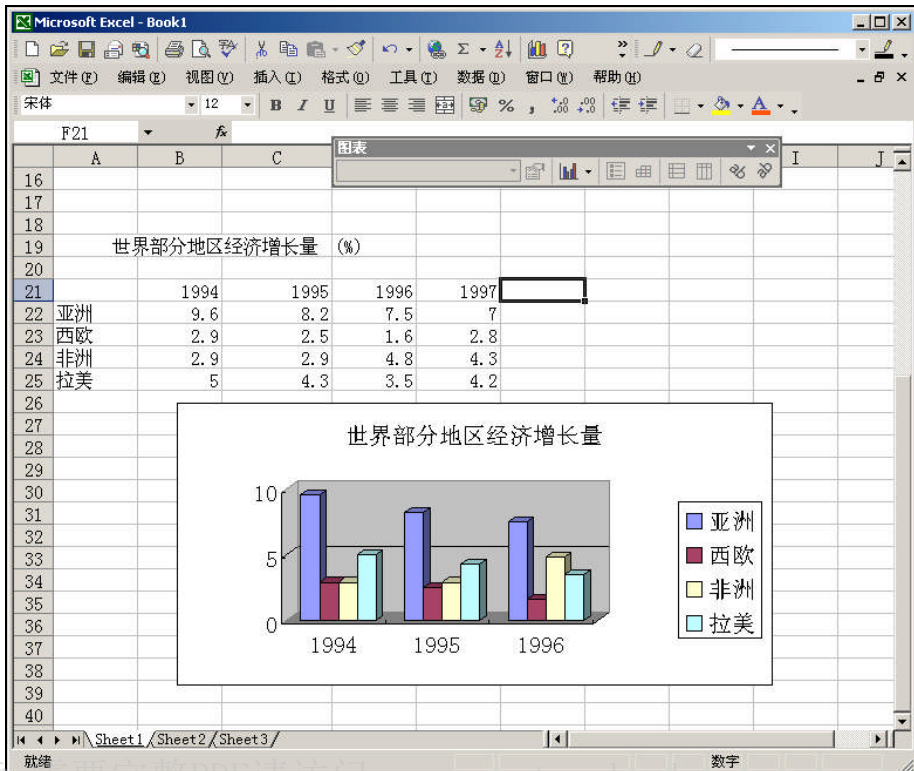 Microsoft Excel - Book1
文件(F) 编辑(E) 视图(V) 插入(I) 格式(O) 工具(T) 数据(D) 窗口(W) 帮助(H)
宋体 12 B I U % ,
F21 fx
图表
A B C I J
16
17
18
19 世界部分地区经济增长量 (%)
20
21 1994 1995 1996 1997
22 亚洲 9.6 8.2 7.5 7
23 西欧 2.9 2.5 1.6 2.8
24 非洲 2.9 2.9 4.8 4.3
25 拉美 5 4.3 3.5 4.2
26
27
28
29
30
31
32
33
34
35
36
37
38
39
40
世界部分地区经济增长量
10
5
0
1994 1995 1996
亚洲
西欧
非洲
拉美
Sheet1 Sheet2 Sheet3
就绪 数字